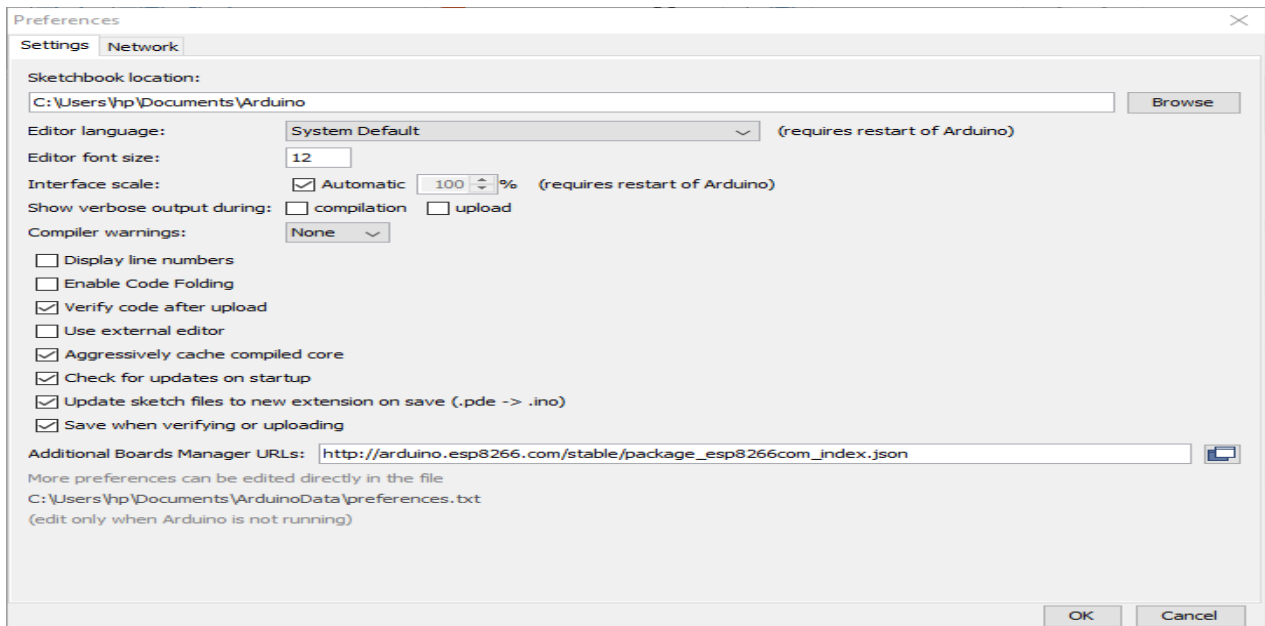 Preferences
Settings Network
Sketchbook location:
C:\Users\hp\Documents\Arduino Browse
Editor language: System Default (requires restart of Arduino)
Editor font size: 12
Interface scale: Automatic 100 % (requires restart of Arduino)
Show verbose output during: compilation upload
Compiler warnings: None
Display line numbers
Enable Code Folding
Verify code after upload
Use external editor
Aggressively cache compiled core
Check for updates on startup
Update sketch files to new extension on save (.pde -> .ino)
Save when verifying or uploading
Additional Boards Manager URLs: http://arduino.esp8266.com/stable/package_esp8266com_index.json
More preferences can be edited directly in the file
C:\Users\hp\Documents\ArduinoData\preferences.txt
(edit only when Arduino is not running)
OK Cancel